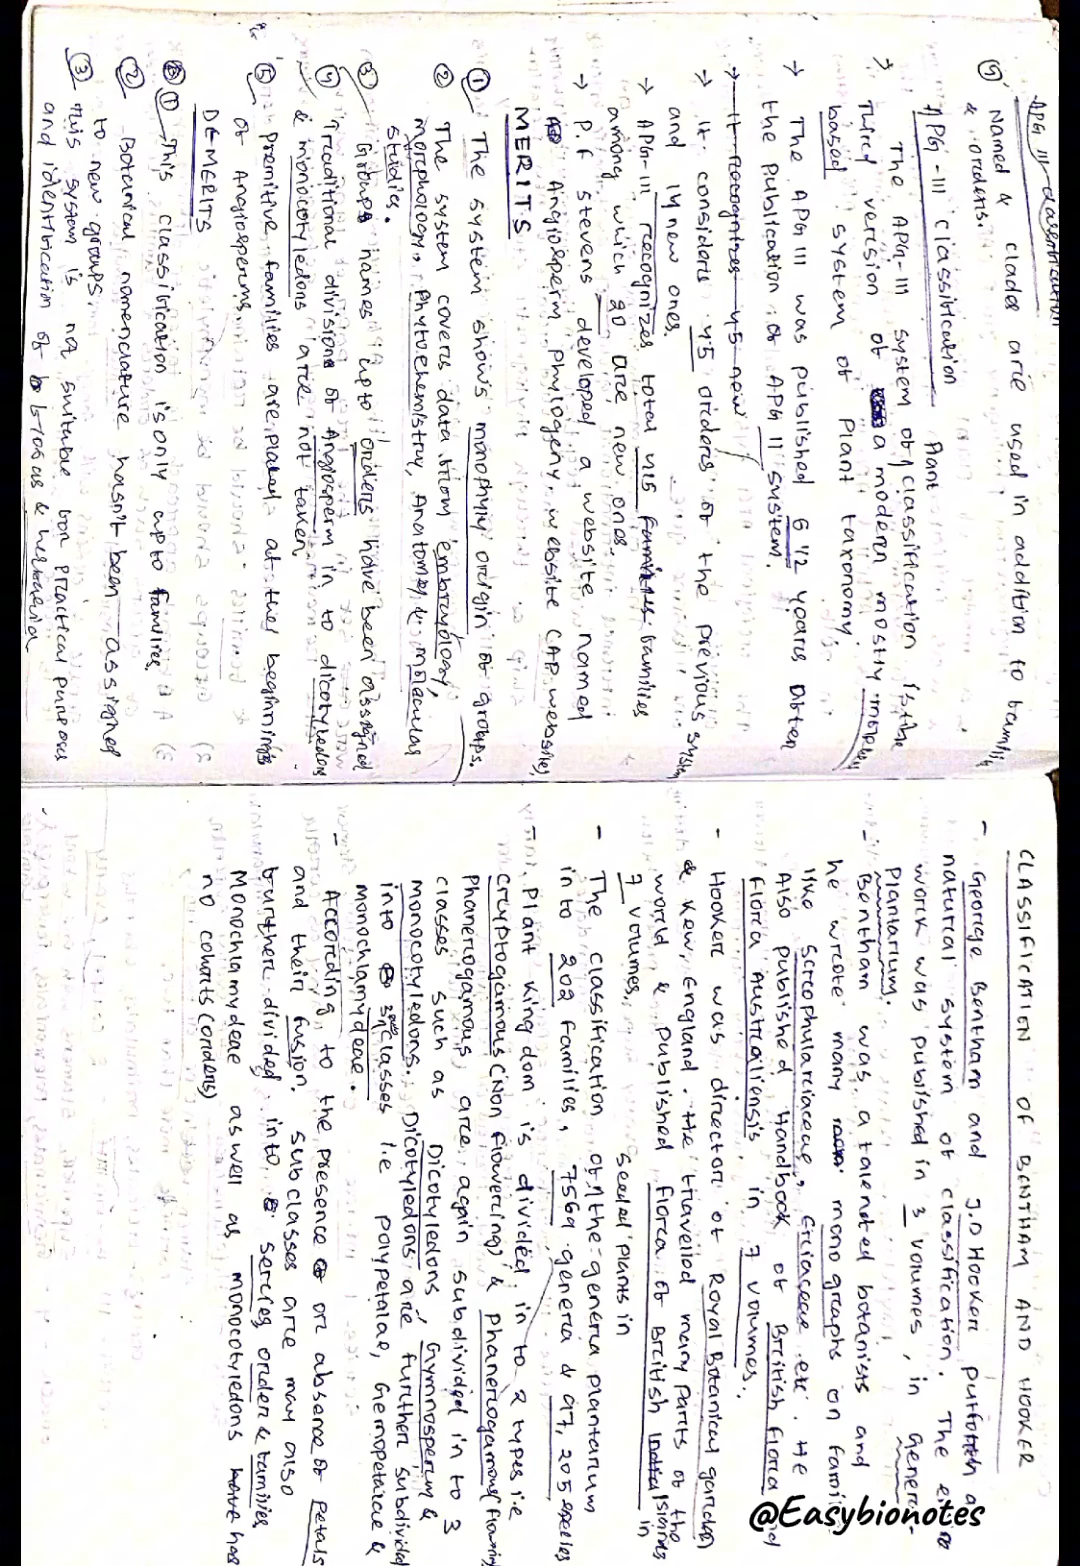 APG III classification
④ Named & clades are used in addition to family
& orders.
APG-III classification
The APG-III system of Plant classification is the
Third version of a modern mostly
based system of plant taxonomy.
→ The APG III was published 6 1/2 years after
the publication of APG II system.
→ It recognizes 45 new
→ It considers 45 orders of the previous system
and 14 new ones.
→ APG-III recognizes total 415 families
among which 20 are new ones.
→ P.F Stevens developed a website named
Angiosperm phylogeny website (AP website)
MERITS
① The system shows monophyly origin of groups.
② The system covers data from embryology,
morphology, phytochemistry, Anatomy & molecular
studies.
③ Groups names upto orders have been assigned
④ Traditional divisions of Angiosperm in to dicotyledons
& monocotyledons are not taken
⑤ Premitive families are placed at the beginnings
of Angiosperms
DEMERITS
① This classification is only upto families.
② Botanical nomenclature hasn't been assigned
to new groups.
③ This system is not suitable for practical purposes
and identification of & herbaria
CLASSIFICATION OF BENTHAM AND HOOKER
- George Bentham and J.D Hooker putforth a
natural system of classification. The entire
work was published in 3 volumes, in Genera-
Plantarum.
- Bentham was a talented botanists and
he wrote many mono graphs on
like Scrophulariaceae, etc. He
Also published Handbook of British Flora and
Flora Australiensis in 7 volumes.
- Hooker was director of Royal Botanical garden
& Kew, England. He travelled many parts of the
world & published Flora of British in
7 volumes.
- The classification of the genera plantarum seeded plants in
in to 202 families, 7569 genera & 97,205 species
Plant kingdom is divided in to 2 types i.e
cryptogamous (Non flowering) & phanerogamous
Phanerogamous are again subdivided in to 3
classes such as Dicotyledons, Gymnosperm &
monocotyledons. Dicotyledons are further subdivided
into 3 classes i.e polypetalae, Gemopetalae &
monochlamydeae.
- According to the presence or absence of Petals
and their fusion, subclasses are may also
further divided into series, order & families
Monochlamydeae aswell as monocotyledons have has
no cohorts (orders)
@Easybionotes